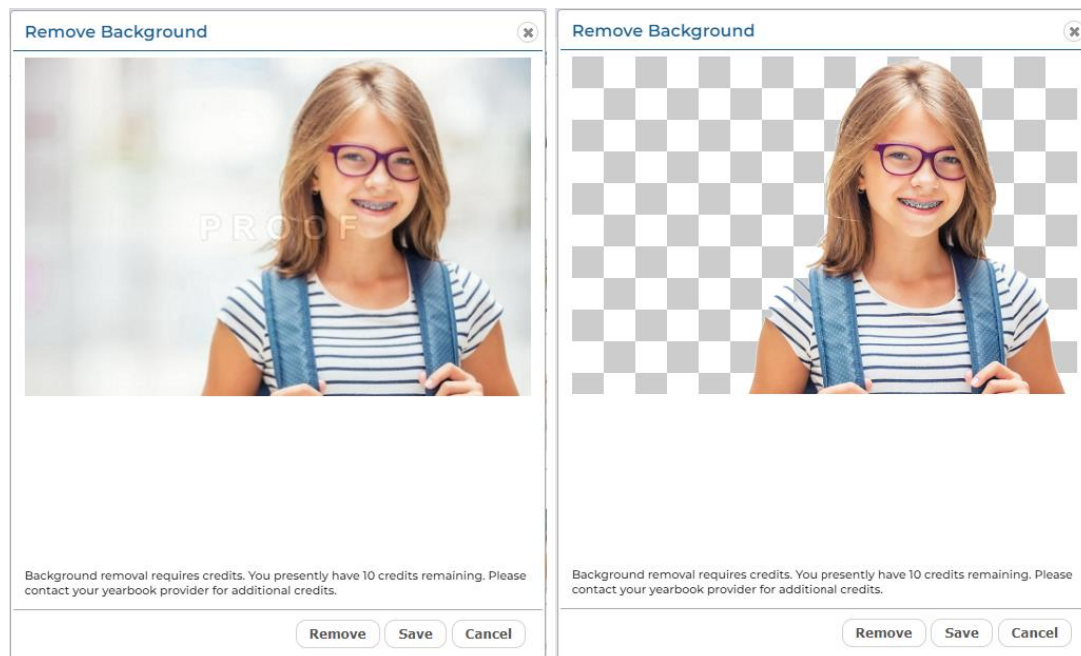 Remove Background
PROOF
Background removal requires credits. You presently have 10 credits remaining. Please
contact your yearbook provider for additional credits.
Remove Save Cancel
Remove Background
Background removal requires credits. You presently have 10 credits remaining. Please
contact your yearbook provider for additional credits.
Remove Save Cancel